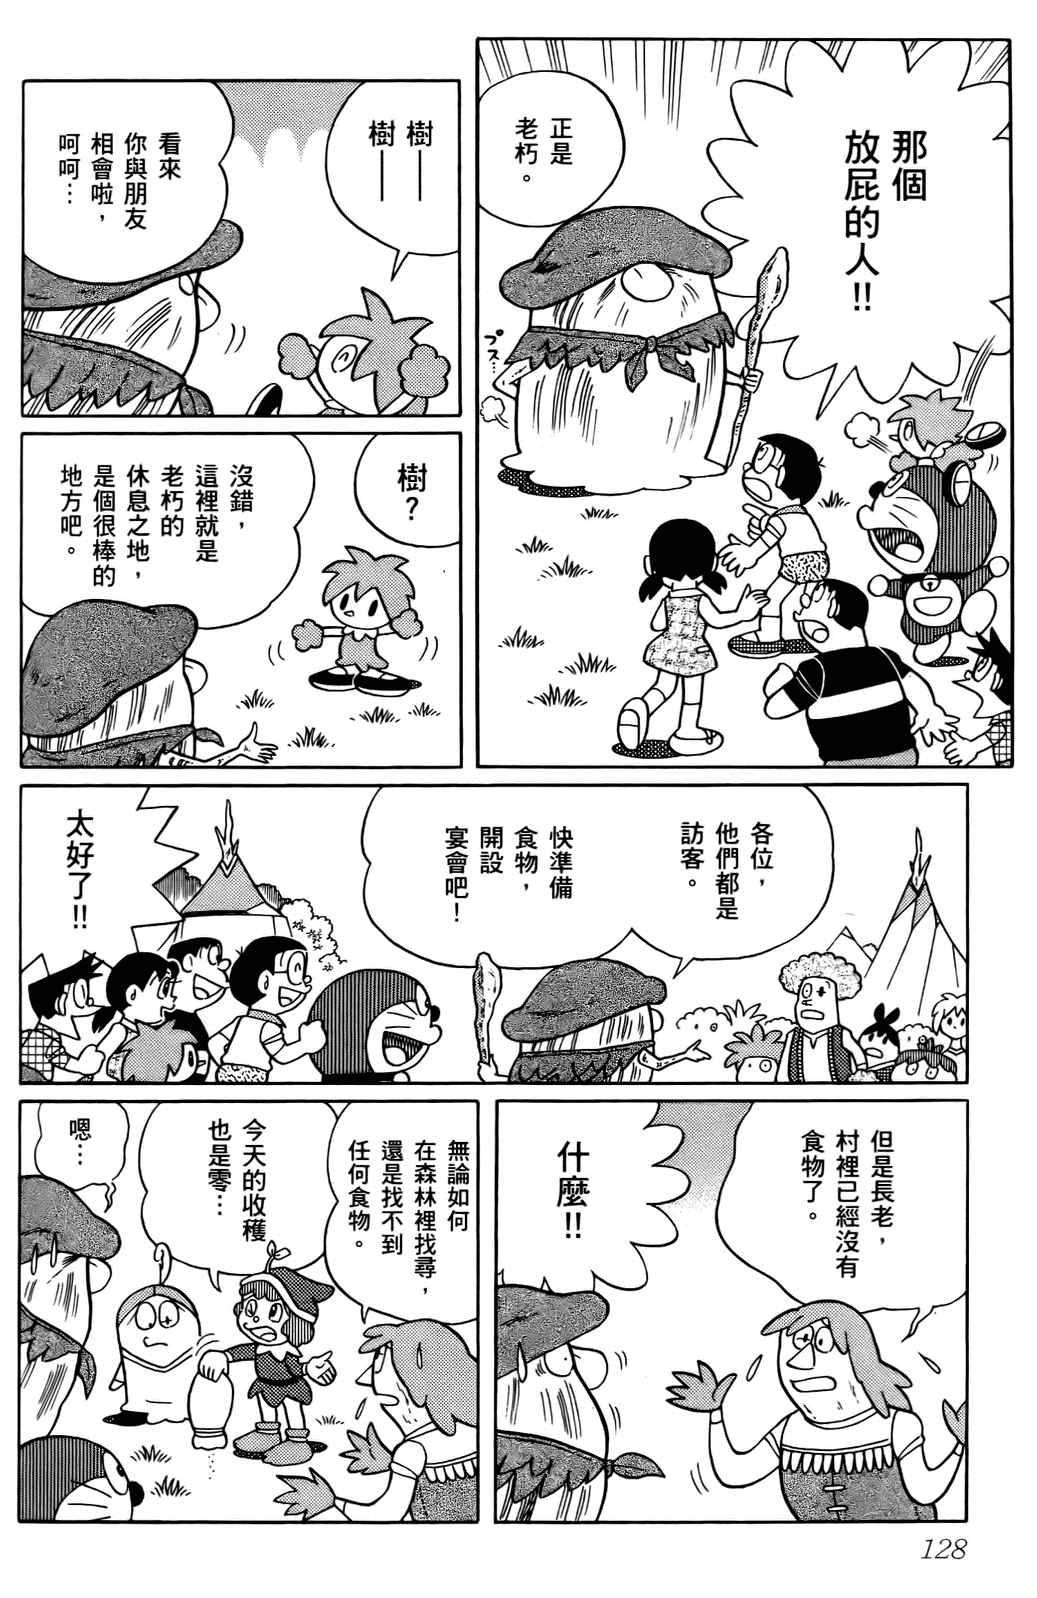 那個
放屁的人!!
正是
老朽。
プス…
樹——
樹——
看來
你與朋友
相會啦，
呵呵…
樹?
沒錯，
這裡就是
老朽的
休息之地，
是個很棒的
地方吧。
各位，
他們都是
訪客。
快準備
食物，
開設
宴會吧!
太好了!!
但是長老，
村裡已經沒有
食物了。
什麼!!
無論如何
在森林裡找尋，
還是找不到
任何食物。
今天的收穫
也是零…
嗯…
128